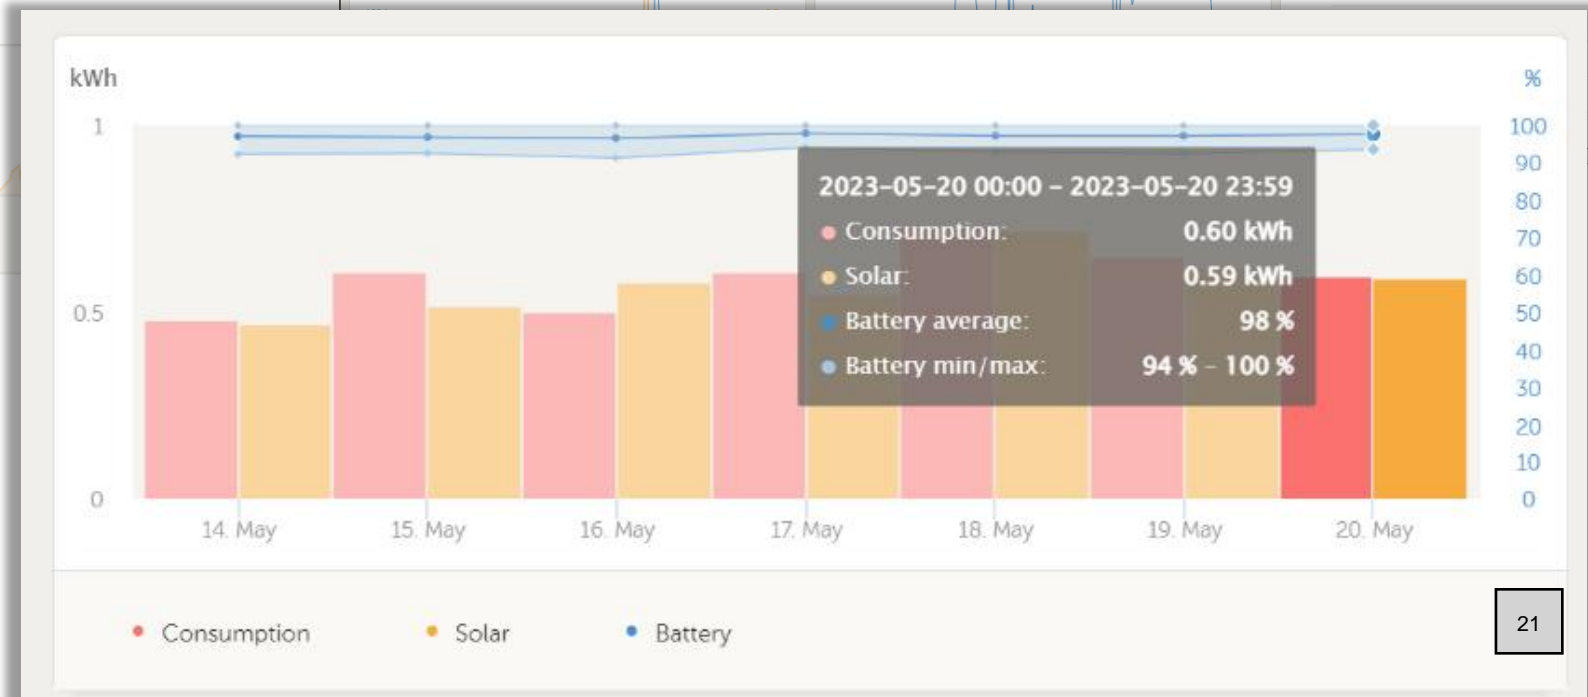 kWh
%
1
100
90
80
70
60
0.5
50
40
30
20
10
0
0
2023-05-20 00:00 - 2023-05-20 23:59
Consumption: 0.60 kWh
Solar: 0.59 kWh
Battery average: 98 %
Battery min/max: 94 % - 100 %
14. May 15. May 16. May 17. May 18. May 19. May 20. May
Consumption Solar Battery
21